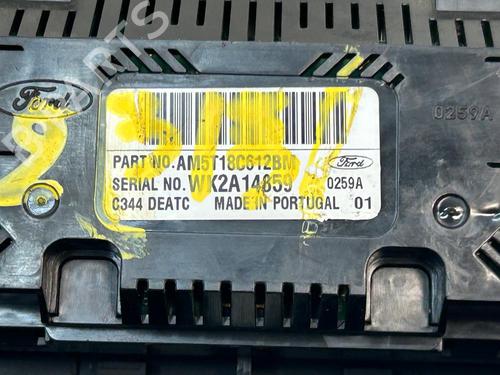 Ford
0259A
PART NO. AM5T18C612BM
Ford
SERIAL NO. WK2A14859
0259A
C344 DEATC MADE IN PORTUGAL 01